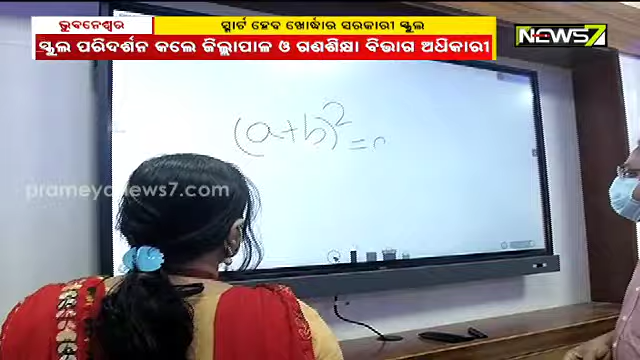 ଭୁବନେଶ୍ୱର
ସ୍ମାର୍ଟ ହେବ ଖୋର୍ଦ୍ଧାର ସରକାରୀ ସ୍କୁଲ
ସ୍କୁଲ ପରିଦର୍ଶନ କଲେ ଜିଲ୍ଲାପାଳ ଓ ଗଣଶିକ୍ଷା ବିଭାଗ ଅଧିକାରୀ
NEWS7
(a+b)²=
prameyanews7.com